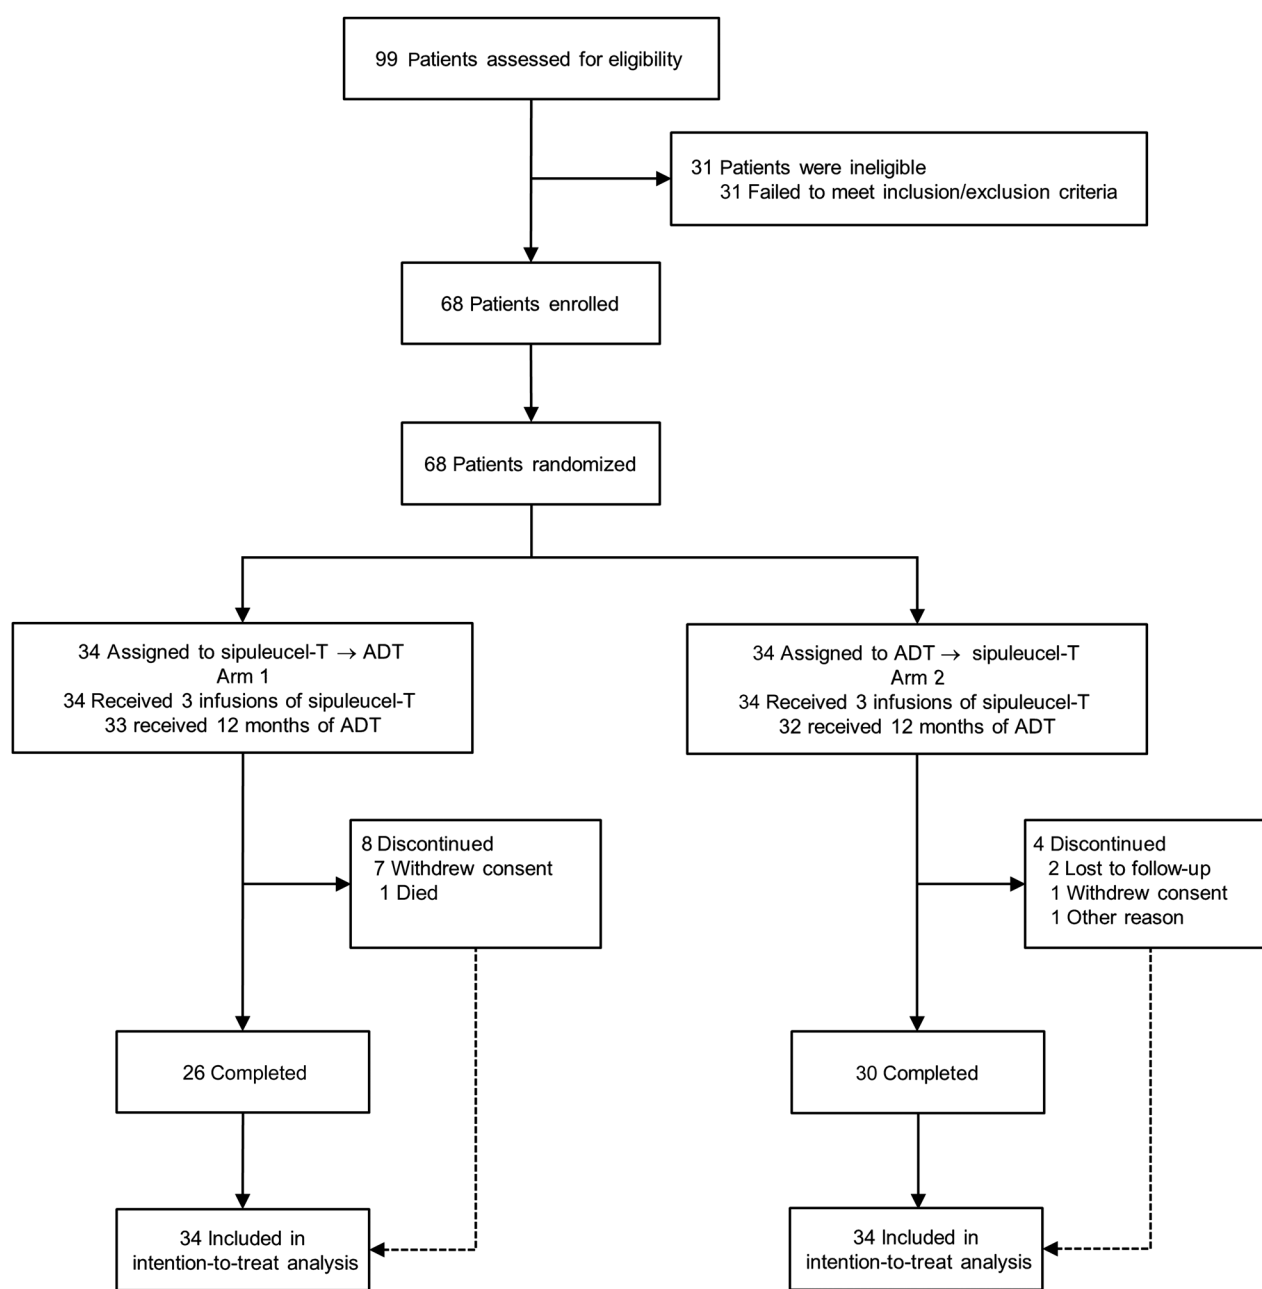 99 Patients assessed for eligibility
31 Patients were ineligible
31 Failed to meet inclusion/exclusion criteria
68 Patients enrolled
68 Patients randomized
34 Assigned to sipuleucel-T → ADT
Arm 1
34 Received 3 infusions of sipuleucel-T
33 received 12 months of ADT
34 Assigned to ADT → sipuleucel-T
Arm 2
34 Received 3 infusions of sipuleucel-T
32 received 12 months of ADT
8 Discontinued
7 Withdrew consent
1 Died
4 Discontinued
2 Lost to follow-up
1 Withdrew consent
1 Other reason
26 Completed
30 Completed
34 Included in
intention-to-treat analysis
34 Included in
intention-to-treat analysis